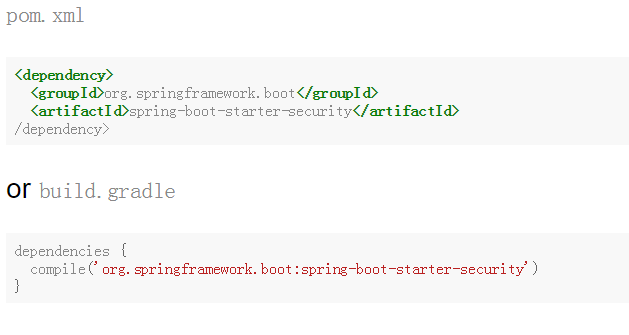 pom.xml
<dependency>
  <groupId>org.springframework.boot</groupId>
  <artifactId>spring-boot-starter-security</artifactId>
/dependency>
or build.gradle
dependencies {
  compile('org.springframework.boot:spring-boot-starter-security')
}